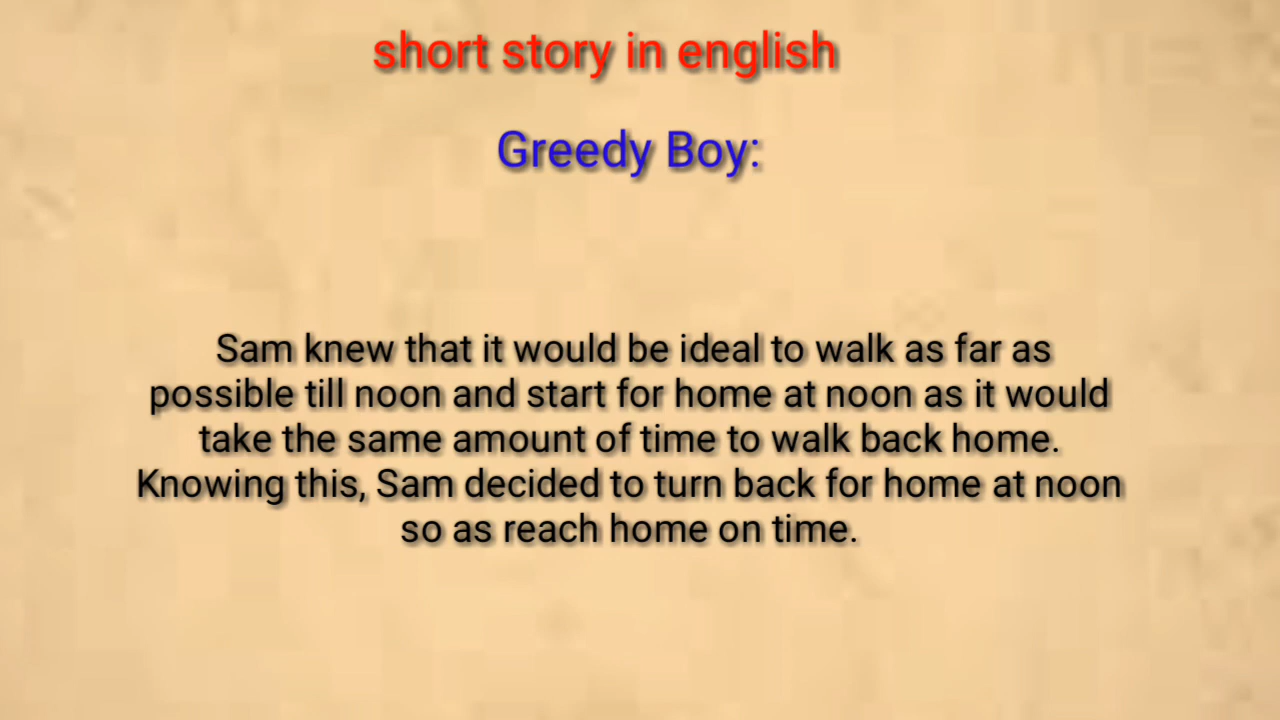 short story in english
Greedy Boy:
Sam knew that it would be ideal to walk as far as
possible till noon and start for home at noon as it would
take the same amount of time to walk back home.
Knowing this, Sam decided to turn back for home at noon
so as reach home on time.